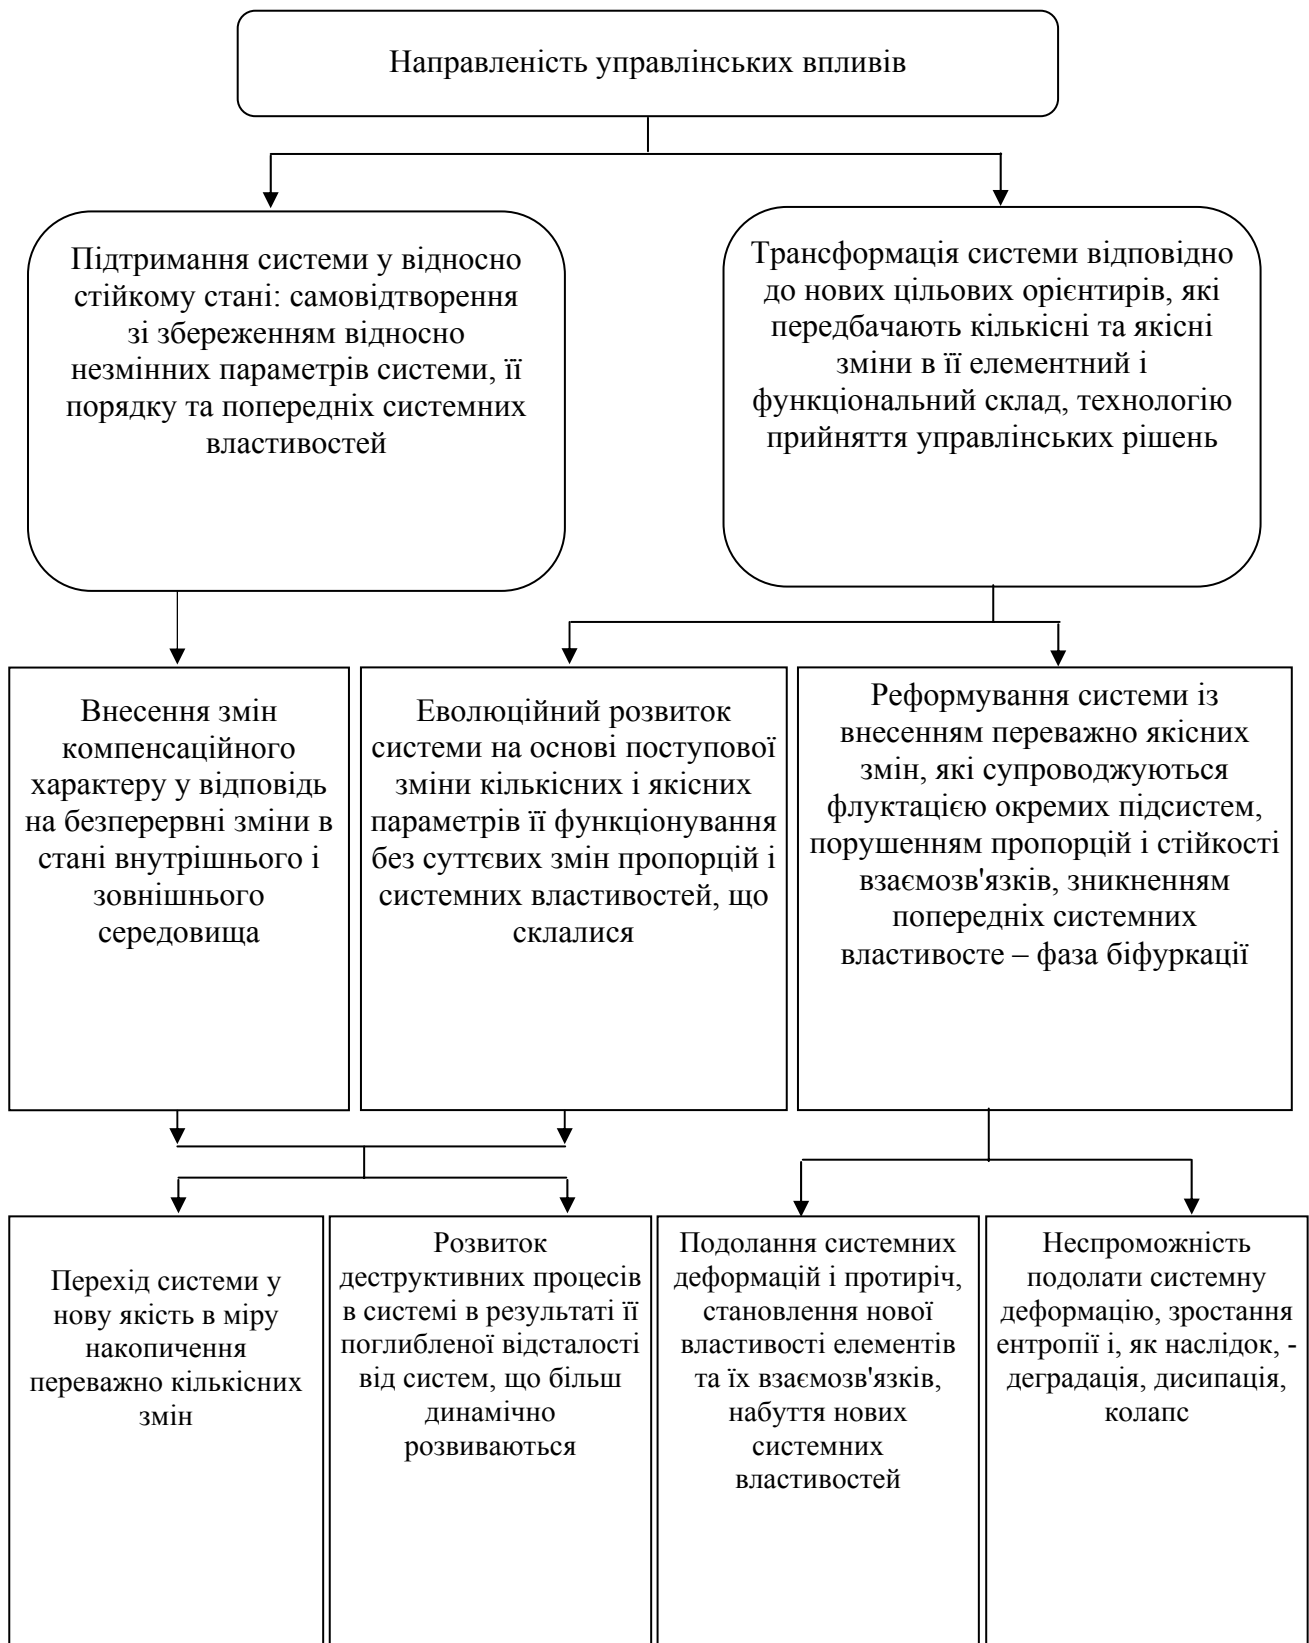 Направленість управлінських впливів
Підтримання системи у відносно
стійкому стані: самовідтворення
зі збереженням відносно
незмінних параметрів системи, її
порядку та попередніх системних
властивостей
Трансформація системи відповідно
до нових цільових орієнтирів, які
передбачають кількісні та якісні
зміни в її елементний і
функціональний склад, технологію
прийняття управлінських рішень
Внесення змін
компенсаційного
характеру у відповідь
на безперервні зміни в
стані внутрішнього і
зовнішнього
середовища
Еволюційний розвиток
системи на основі поступової
зміни кількісних і якісних
параметрів її функціонування
без суттєвих змін пропорцій і
системних властивостей, що
склалися
Реформування системи із
внесенням переважно якісних
змін, які супроводжуються
флуктацією окремих підсистем,
порушенням пропорцій і стійкості
взаємозв'язків, зникненням
попередніх системних
властивосте – фаза біфуркації
Перехід системи у
нову якість в міру
накопичення
переважно кількісних
змін
Розвиток
деструктивних процесів
в системі в результаті її
поглибленої відсталості
від систем, що більш
динамічно
розвиваються
Подолання системних
деформацій і протиріч,
становлення нової
властивості елементів
та їх взаємозв'язків,
набуття нових
системних
властивостей
Неспроможність
подолати системну
деформацію, зростання
ентропії і, як наслідок, -
деградація, дисипація,
колапс